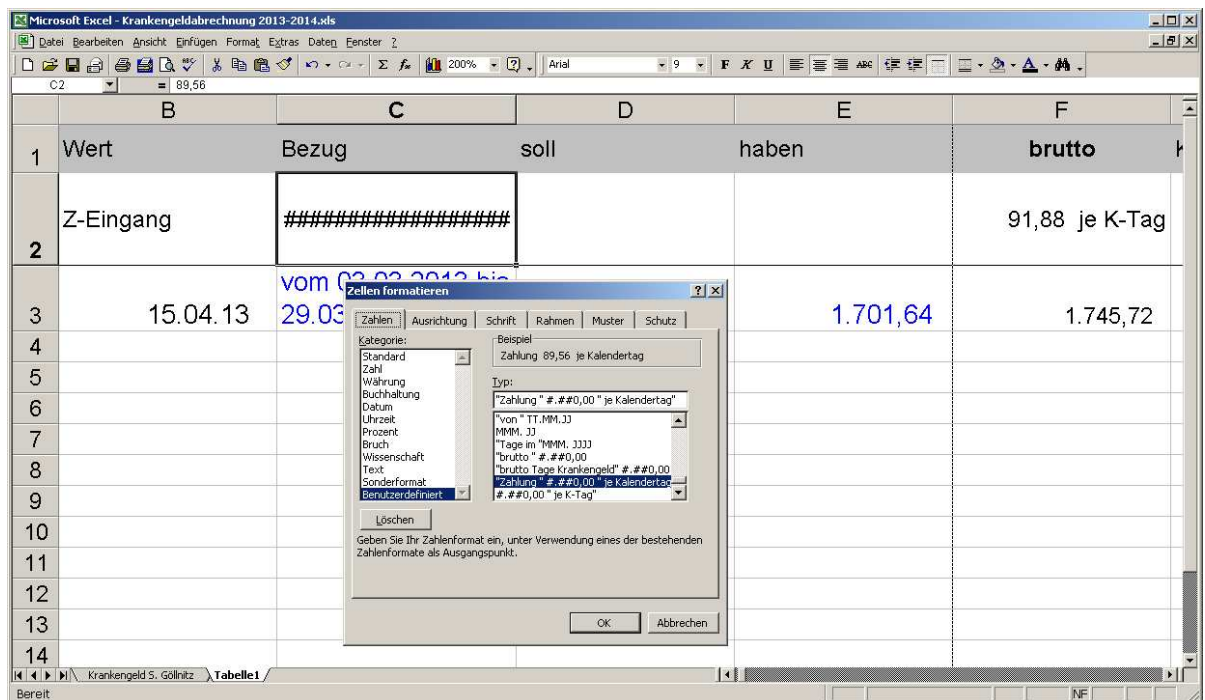 Microsoft Excel - Krankengeldabrechnung 2013-2014.xls
Datei Bearbeiten Ansicht Einfügen Format Extras Daten Fenster ?
200% Arial 9 F K U
C2 = 89,56
B C D E F
1 Wert Bezug soll haben brutto
2 Z-Eingang ################## 91,88 je K-Tag
3 15.04.13 vom 03.03.2013 bis 29.03 1.701,64 1.745,72
4
5
6
7
8
9
10
11
12
13
14
Zellen formatieren
Zahlen Ausrichtung Schrift Rahmen Muster Schutz
Kategorie:
Standard
Zahl
Währung
Buchhaltung
Datum
Uhrzeit
Prozent
Bruch
Wissenschaft
Text
Sonderformat
Benutzerdefiniert
Beispiel
Zahlung 89,56 je Kalendertag
Typ:
"Zahlung " #.##0,00 " je Kalendertag"
"von " TT.MM.JJ
MMM. JJ
"Tage im "MMM. JJJJ
"brutto " #.##0,00
"brutto Tage Krankengeld" #.##0,00
"Zahlung " #.##0,00 " je Kalendertag
#.##0,00 " je K-Tag"
Löschen
Geben Sie Ihr Zahlenformat ein, unter Verwendung eines der bestehenden
Zahlenformate als Ausgangspunkt.
OK Abbrechen
Krankengeld S. Göllnitz Tabelle1
Bereit NF